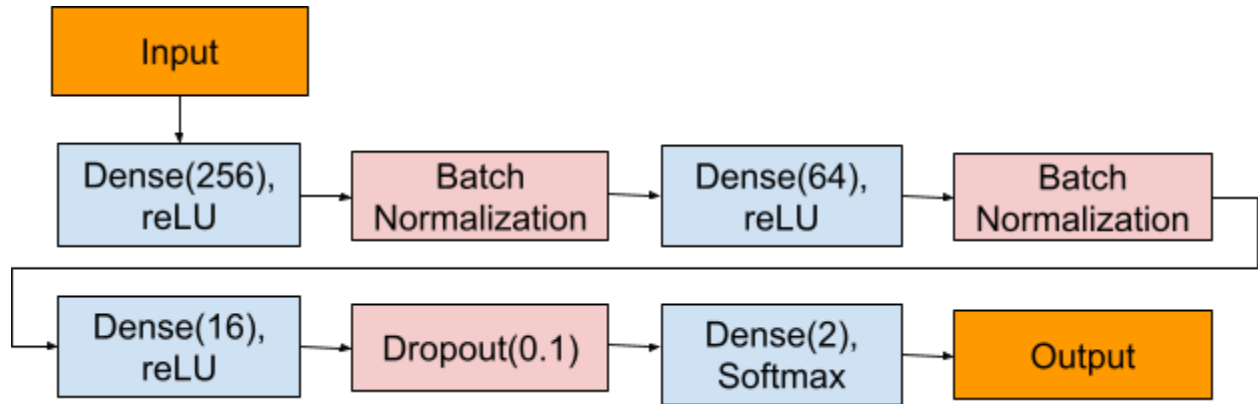 Input
Dense(256),
reLU
Batch
Normalization
Dense(64),
reLU
Batch
Normalization
Dense(16),
reLU
Dropout(0.1)
Dense(2),
Softmax
Output